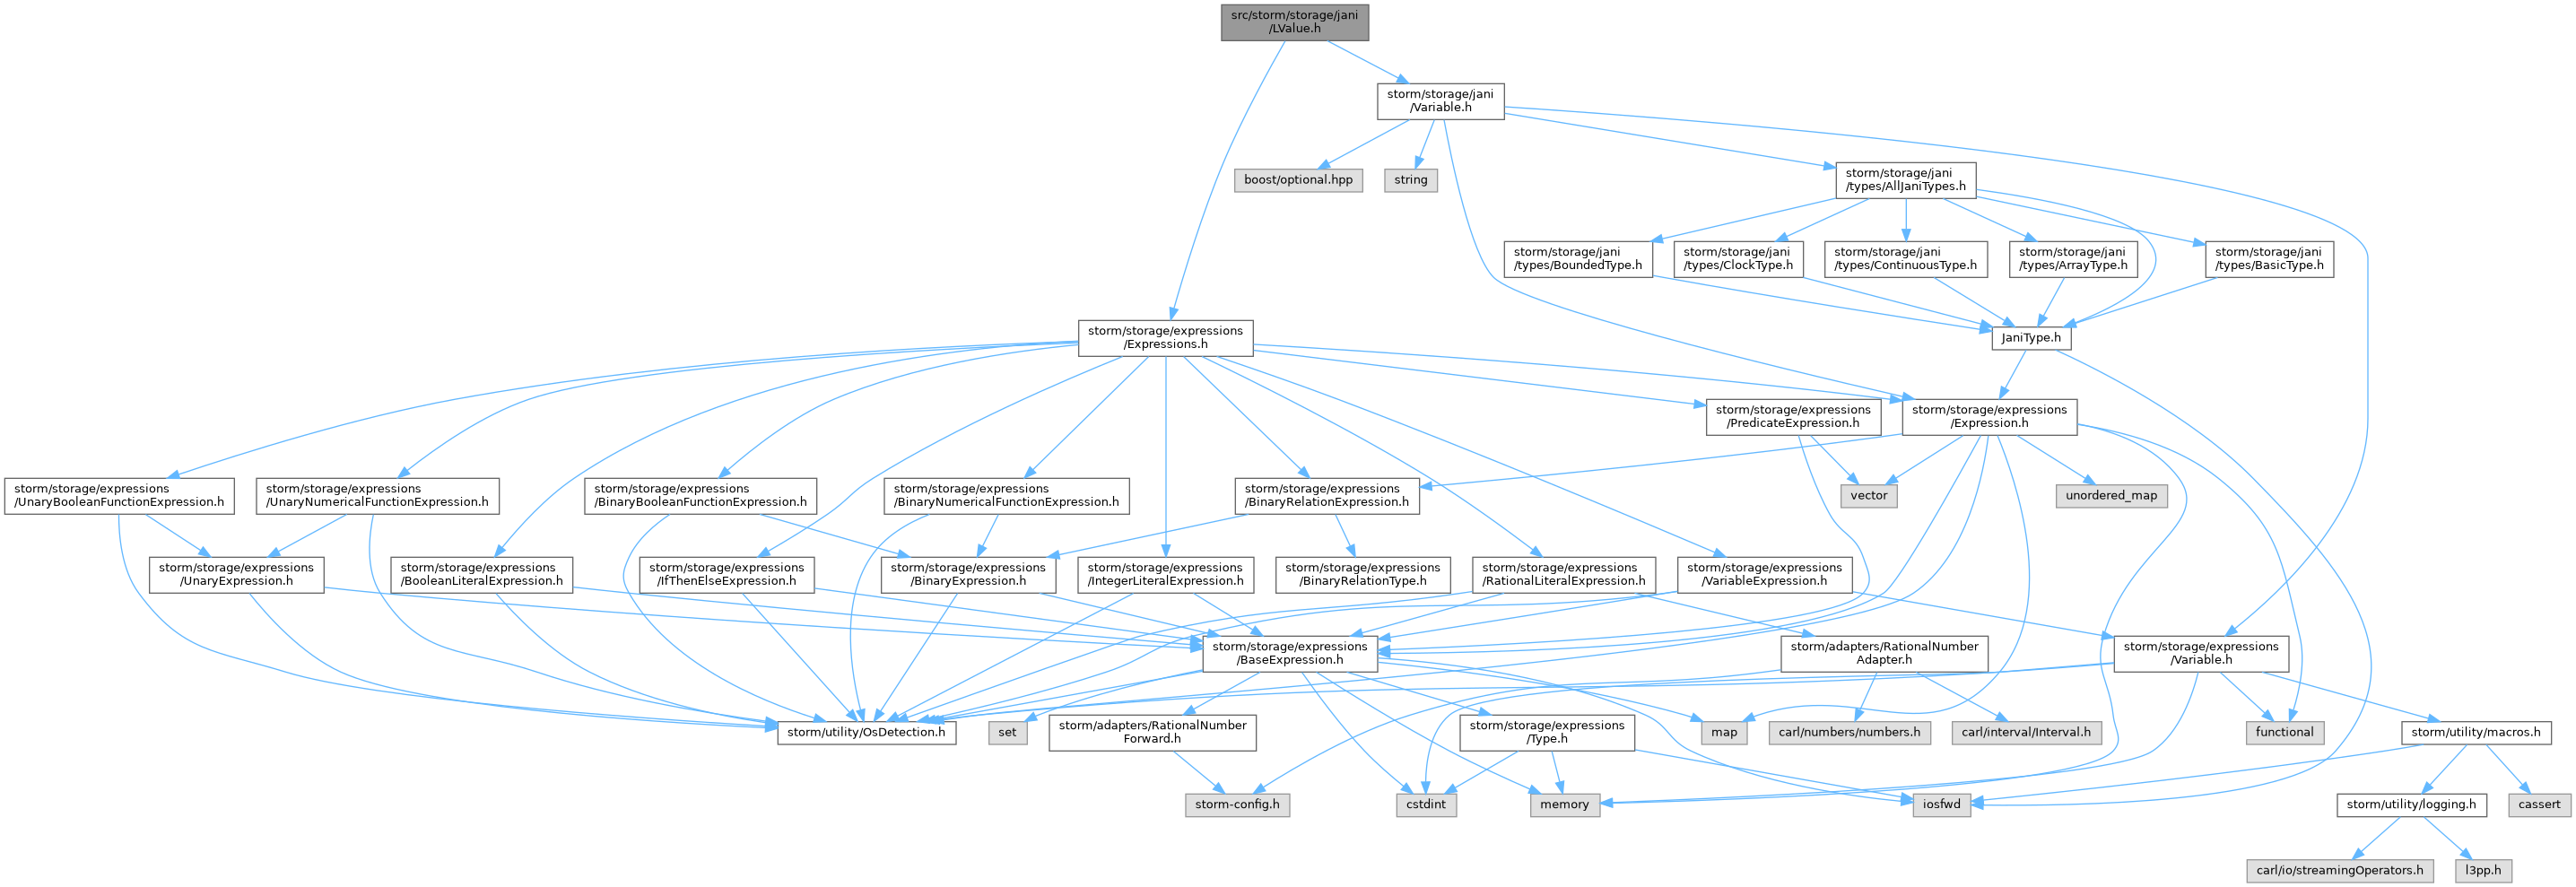 src/storm/storage/jani
/LValue.h
storm/storage/jani
/Variable.h
boost/optional.hpp
string
storm/storage/jani
/types/AllJaniTypes.h
storm/storage/jani
/types/BoundedType.h
storm/storage/jani
/types/ClockType.h
storm/storage/jani
/types/ContinuousType.h
storm/storage/jani
/types/ArrayType.h
storm/storage/jani
/types/BasicType.h
storm/storage/expressions
/Expressions.h
JaniType.h
storm/storage/expressions
/PredicateExpression.h
storm/storage/expressions
/Expression.h
storm/storage/expressions
/UnaryBooleanFunctionExpression.h
storm/storage/expressions
/UnaryNumericalFunctionExpression.h
storm/storage/expressions
/BinaryBooleanFunctionExpression.h
storm/storage/expressions
/BinaryNumericalFunctionExpression.h
storm/storage/expressions
/BinaryRelationExpression.h
vector
unordered_map
storm/storage/expressions
/UnaryExpression.h
storm/storage/expressions
/BooleanLiteralExpression.h
storm/storage/expressions
/IfThenElseExpression.h
storm/storage/expressions
/BinaryExpression.h
storm/storage/expressions
/IntegerLiteralExpression.h
storm/storage/expressions
/BinaryRelationType.h
storm/storage/expressions
/RationalLiteralExpression.h
storm/storage/expressions
/VariableExpression.h
storm/storage/expressions
/BaseExpression.h
storm/adapters/RationalNumber
Adapter.h
storm/storage/expressions
/Variable.h
storm/utility/OsDetection.h
set
storm/adapters/RationalNumber
Forward.h
storm/storage/expressions
/Type.h
map
carl/numbers/numbers.h
carl/interval/Interval.h
functional
storm/utility/macros.h
storm-config.h
cstdint
memory
iosfwd
storm/utility/logging.h
cassert
carl/io/streamingOperators.h
l3pp.h